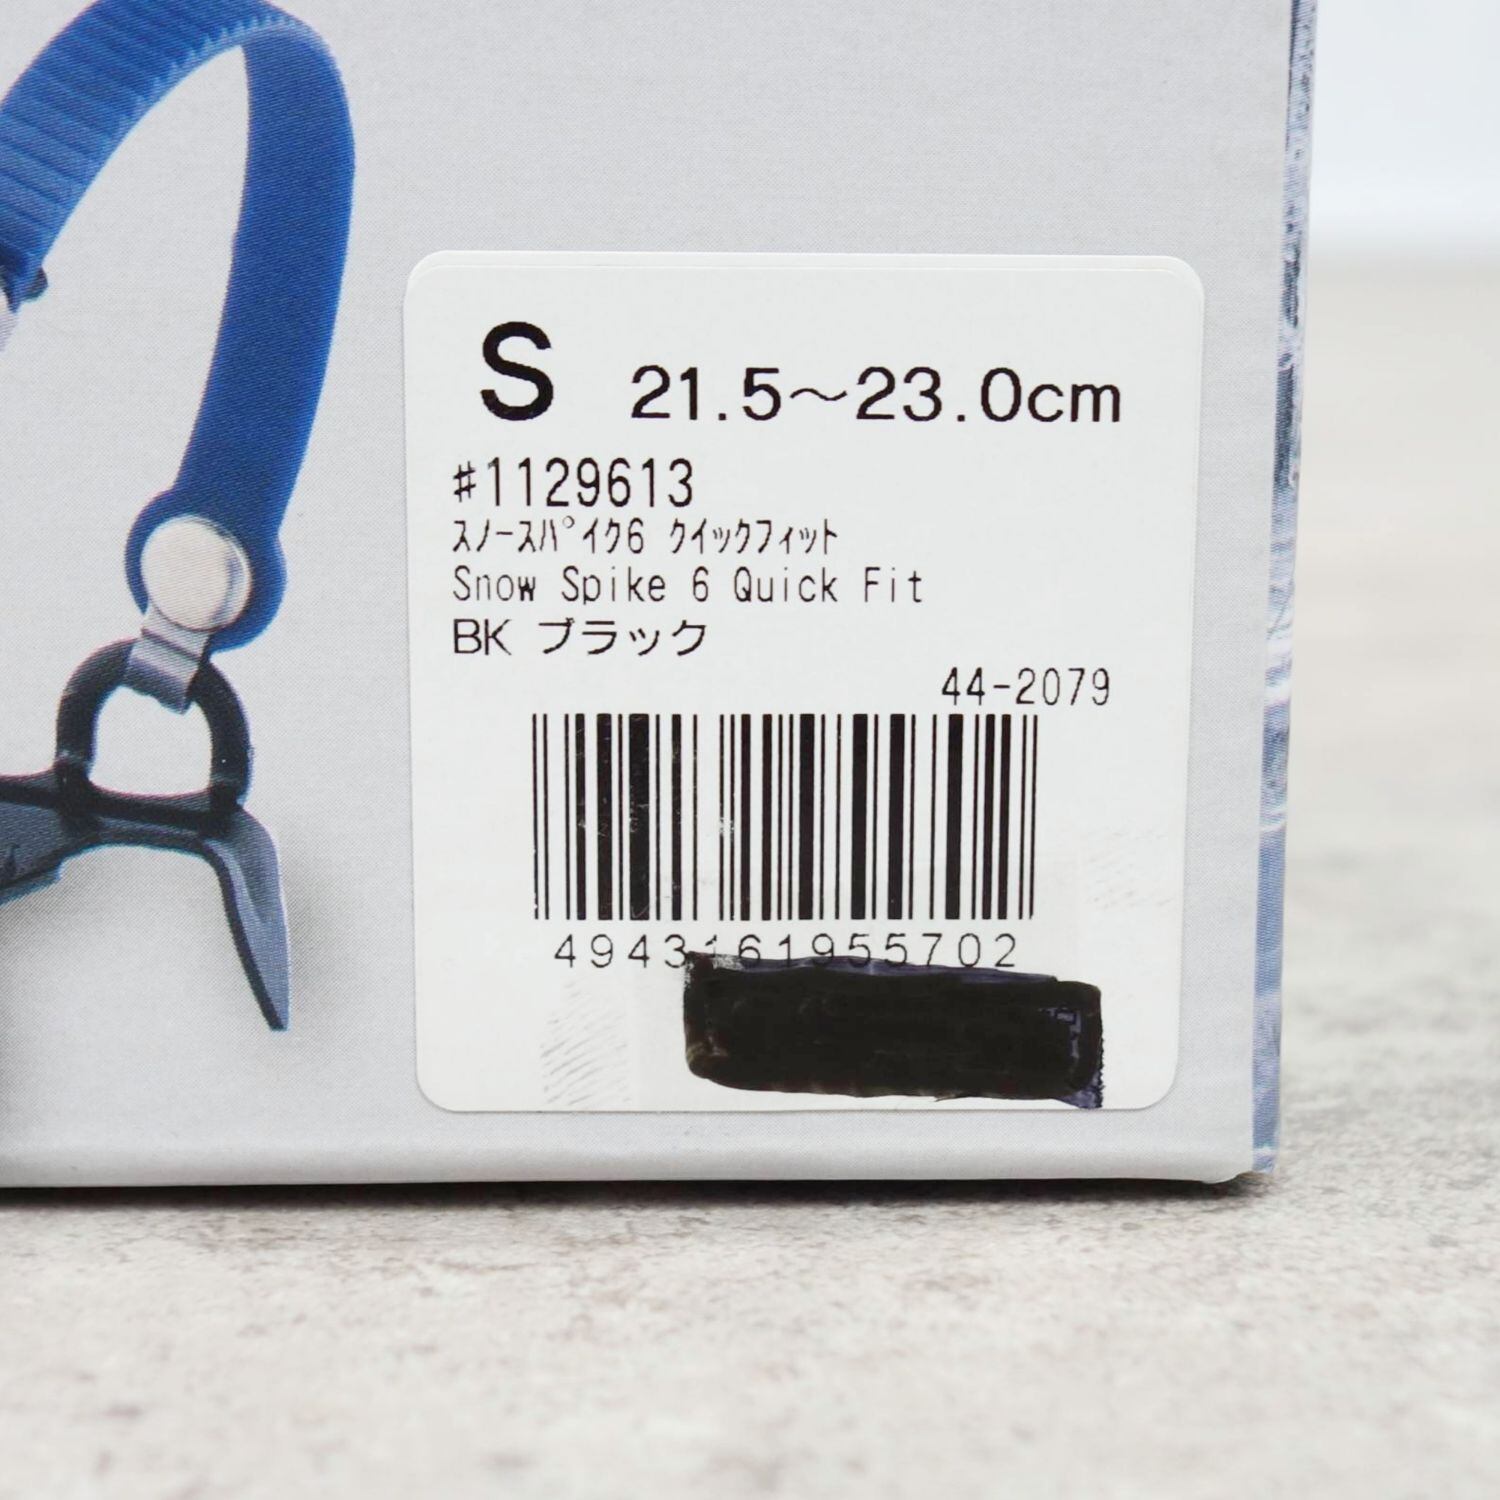 S 21.5〜23.0cm
#1129613
ｽﾉｰｽﾊﾟｲｸ6 ｸｲｯｸﾌｨｯﾄ
Snow Spike 6 Quick Fit
BK ブラック
44-2079
4943161955702